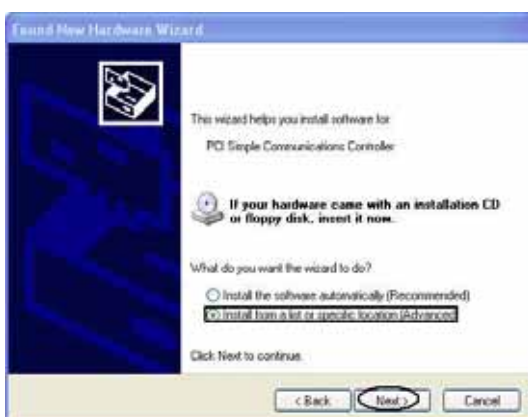 Found New Hardware Wizard
This wizard helps you install software for:
PCI Simple Communications Controller
If your hardware came with an installation CD
or floppy disk, insert it now.
What do you want the wizard to do?
Install the software automatically (Recommended)
Install from a list or specific location (Advanced)
Click Next to continue.
< Back
Next >
Cancel